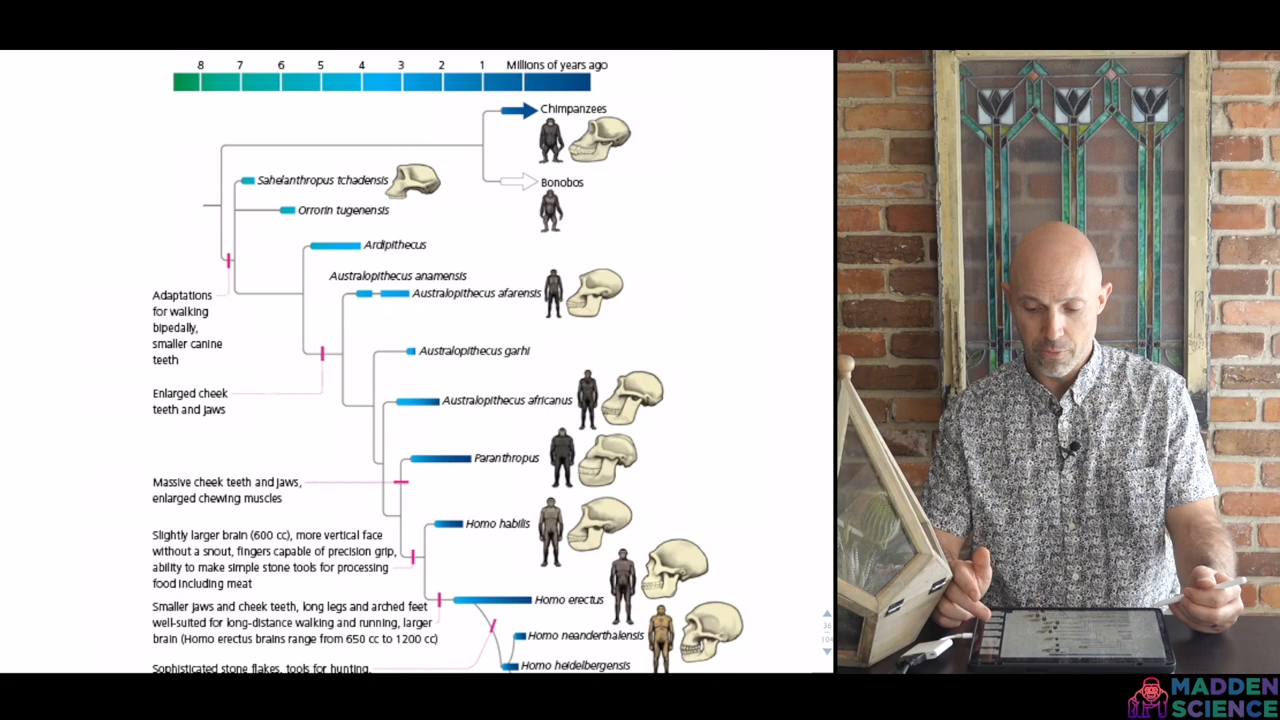 8 7 6 5 4 3 2 1 Millions of years ago
Chimpanzees
Sahelanthropus tchadensis
Bonobos
Orrorin tugenensis
Ardipithecus
Australopithecus anamensis
Australopithecus afarensis
Adaptations
for walking
bipedally,
smaller canine
teeth
Australopithecus garhi
Enlarged cheek
teeth and jaws
Australopithecus africanus
Paranthropus
Massive cheek teeth and jaws,
enlarged chewing muscles
Homo habilis
Slightly larger brain (600 cc), more vertical face
without a snout, fingers capable of precision grip,
ability to make simple stone tools for processing
food including meat
Homo erectus
Smaller jaws and cheek teeth, long legs and arched feet
well-suited for long-distance walking and running, larger
brain (Homo erectus brains range from 650 cc to 1200 cc)
Homo neanderthalensis
Homo heidelbergensis
Sophisticated stone flakes, tools for hunting,
36
104
MADDEN
SCIENCE